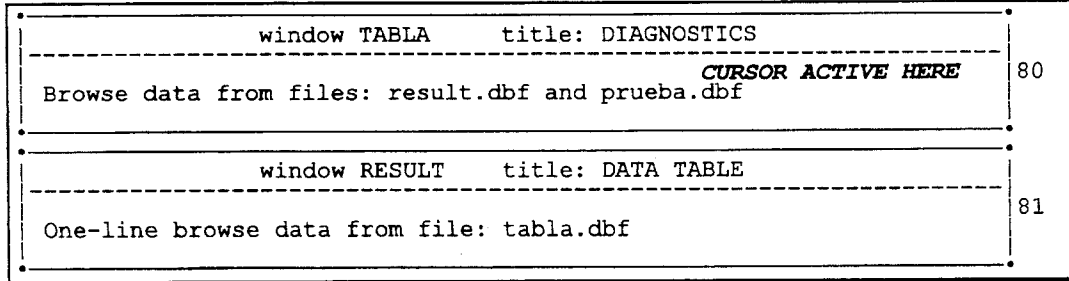 window TABLA title: DIAGNOSTICS
CURSOR ACTIVE HERE 80
Browse data from files: result.dbf and prueba.dbf
window RESULT title: DATA TABLE
81
One-line browse data from file: tabla.dbf